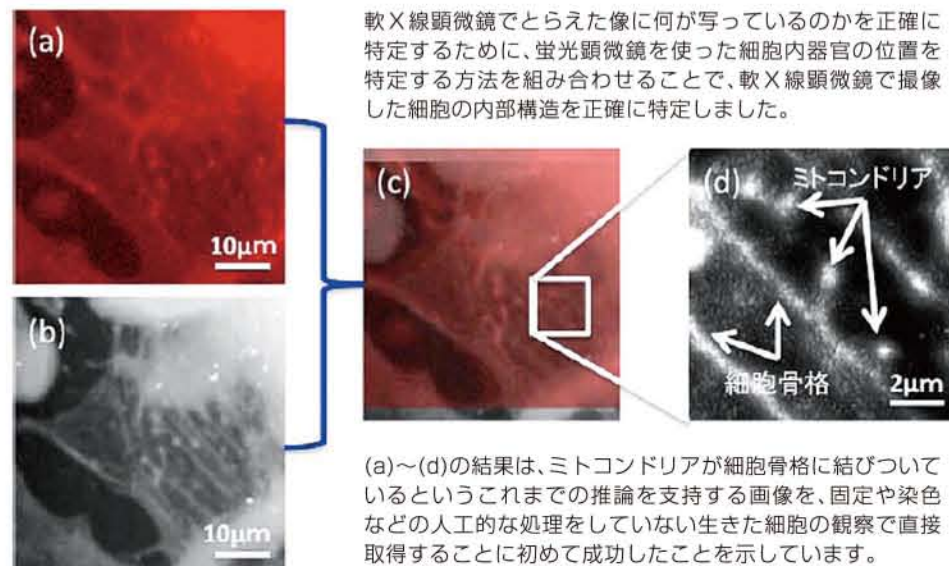 (a)
10μm
(b)
10μm
軟X線顕微鏡でとらえた像に何が写っているのかを正確に
特定するために、蛍光顕微鏡を使った細胞内器官の位置を
特定する方法を組み合わせることで、軟X線顕微鏡で撮像
した細胞の内部構造を正確に特定しました。
(c)
(d)
ミトコンドリア
細胞骨格
2μm
(a)〜(d)の結果は、ミトコンドリアが細胞骨格に結びついて
いるというこれまでの推論を支持する画像を、固定や染色
などの人工的な処理をしていない生きた細胞の観察で直接
取得することに初めて成功したことを示しています。